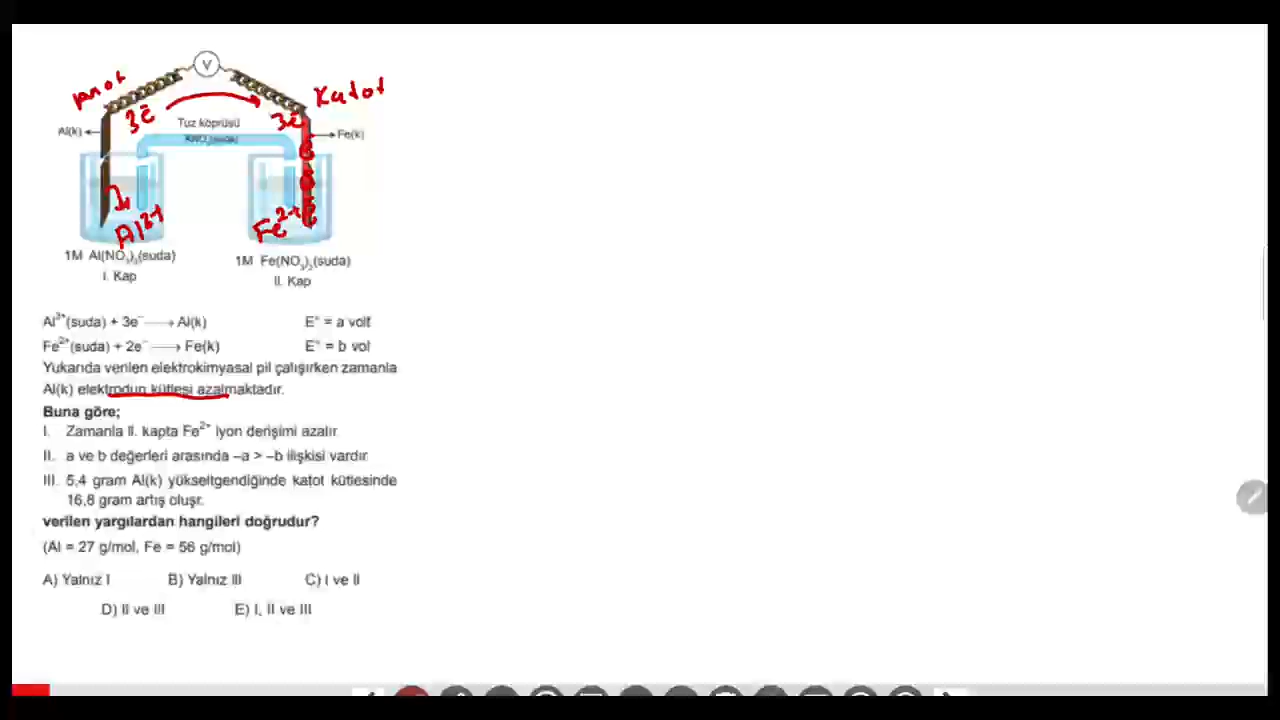 V
anot
Katot
3ē
3ē
Tuz köprüsü
KNO3(suda)
Al(k)
Fe(k)
Al3+
Fe2+
1M Al(NO3)3(suda)
1M Fe(NO3)2(suda)
I. Kap
II. Kap
Al3+(suda) + 3e– → Al(k) E° = a volt
Fe2+(suda) + 2e– → Fe(k) E° = b vol
Yukarıda verilen elektrokimyasal pil çalışırken zamanla
Al(k) elektrodun kütlesi azalmaktadır.
Buna göre;
I. Zamanla II. kapta Fe2+ iyon derişimi azalır
II. a ve b değerleri arasında –a > –b ilişkisi vardır
III. 5,4 gram Al(k) yükseltgendiğinde katot kütlesinde
16,8 gram artış oluşr.
verilen yargılardan hangileri doğrudur?
(Al = 27 g/mol, Fe = 56 g/mol)
A) Yalnız I B) Yalnız III C) I ve II
D) II ve III E) I, II ve III